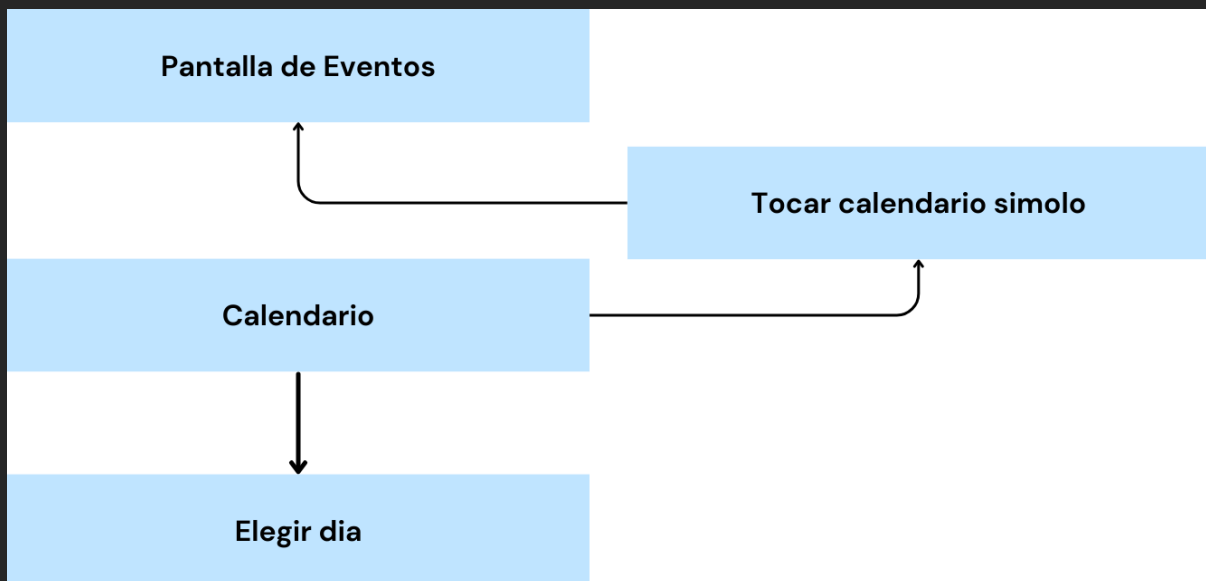 Pantalla de Eventos
Tocar calendario simolo
Calendario
Elegir dia